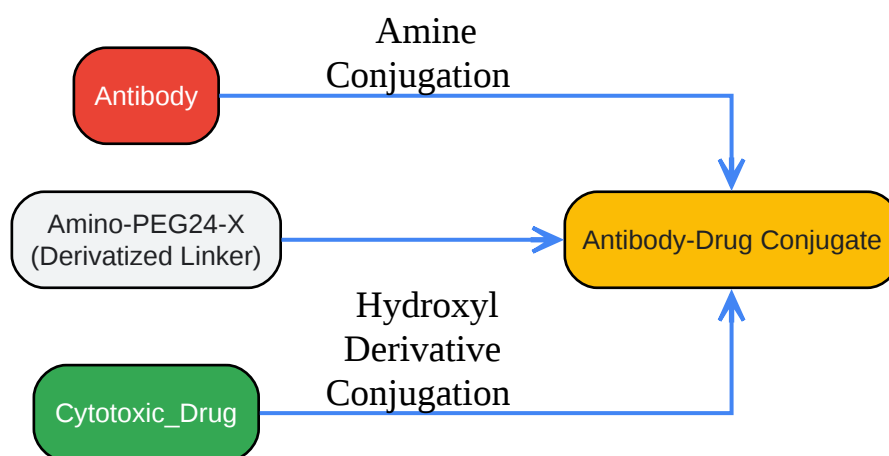 Amine
Conjugation
Antibody
Amino-PEG24-X
(Derivatized Linker)
Antibody-Drug Conjugate
Hydroxyl
Derivative
Conjugation
Cytotoxic_Drug